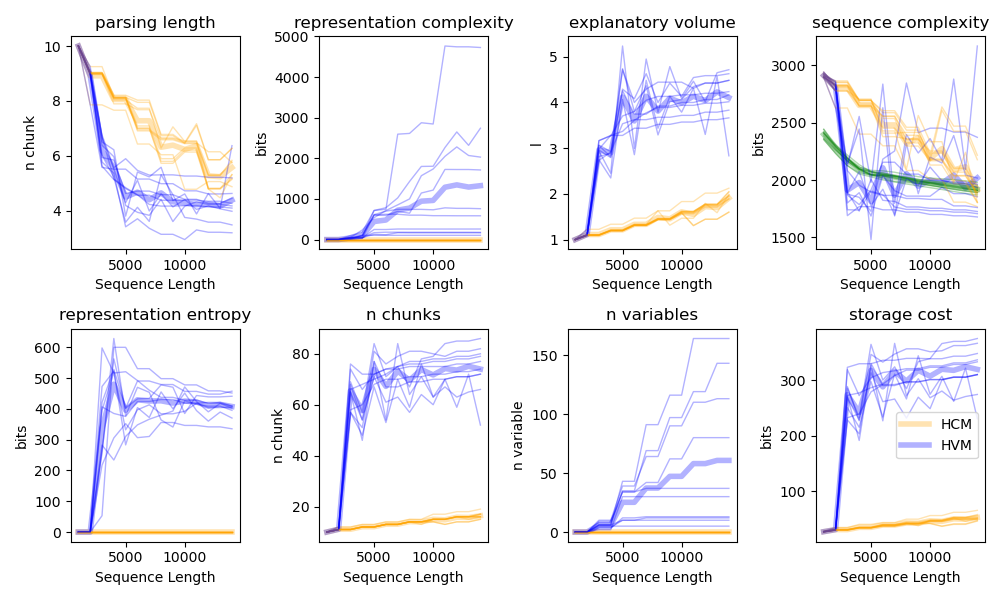 parsing length
n chunk
10
8
6
4
5000 10000
Sequence Length
representation complexity
bits
5000
4000
3000
2000
1000
0
5000 10000
Sequence Length
explanatory volume
l
5
4
3
2
1
5000 10000
Sequence Length
sequence complexity
bits
3000
2500
2000
1500
5000 10000
Sequence Length
representation entropy
bits
600
500
400
300
200
100
0
5000 10000
Sequence Length
n chunks
n chunk
80
60
40
20
5000 10000
Sequence Length
n variables
n variable
150
100
50
0
5000 10000
Sequence Length
storage cost
bits
300
200
100
HCM
HVM
5000 10000
Sequence Length